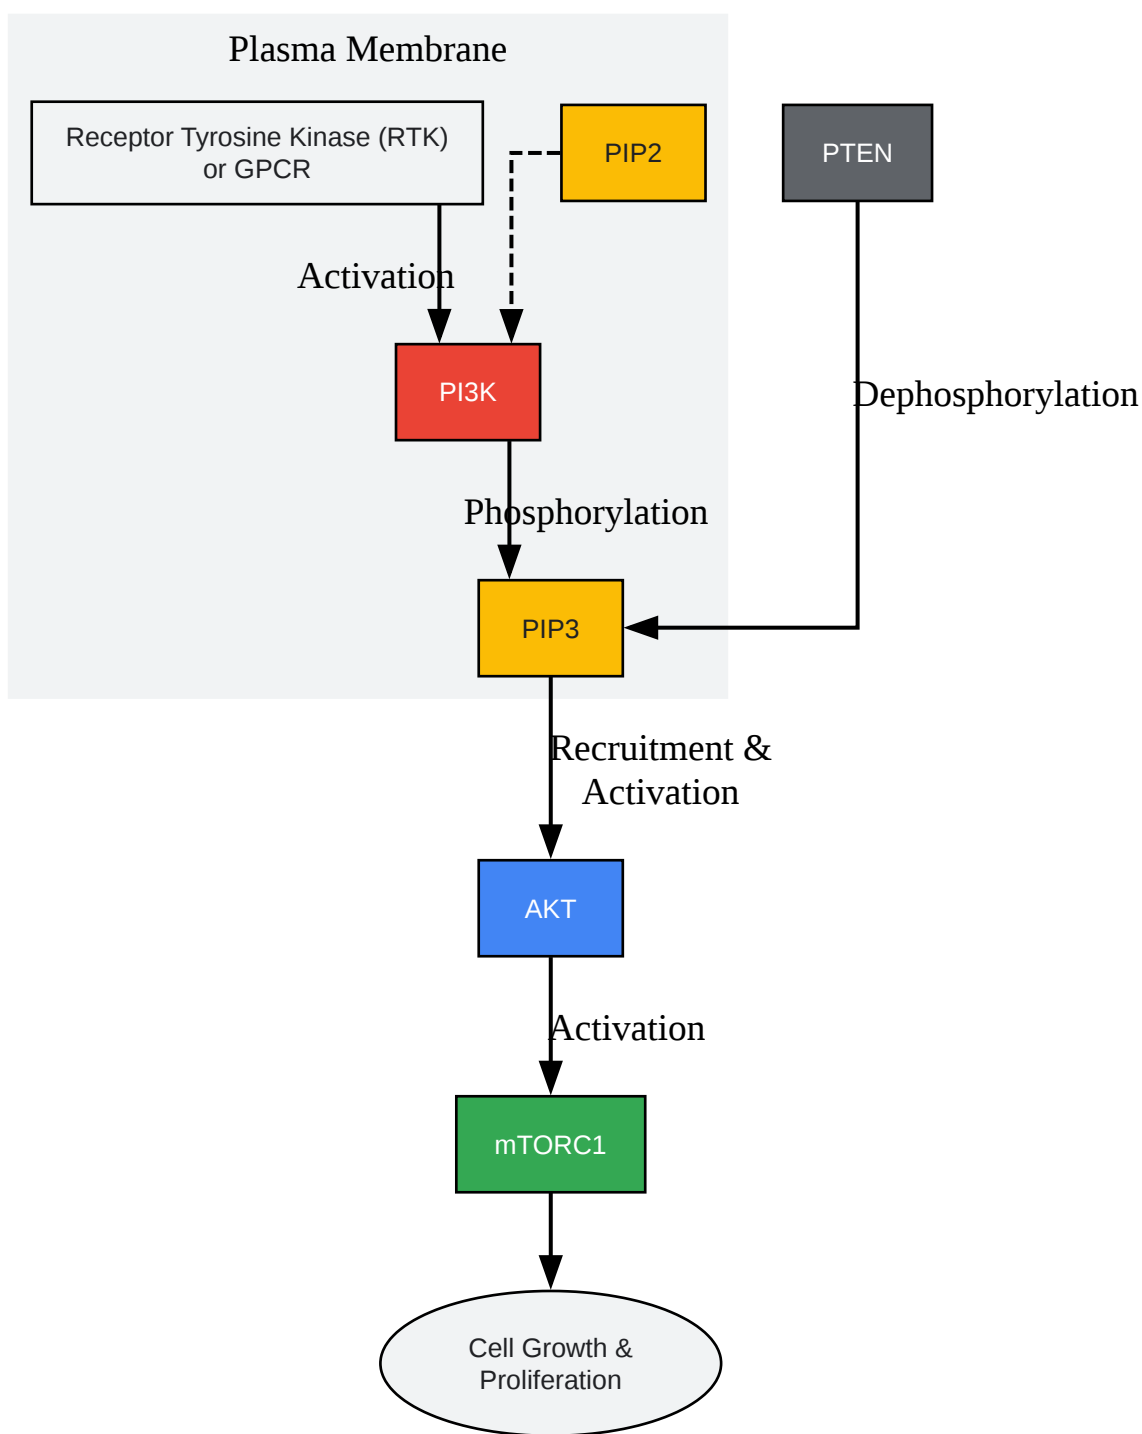 Plasma Membrane
Receptor Tyrosine Kinase (RTK)
or GPCR
PIP2
PTEN
Activation
PI3K
Dephosphorylation
Phosphorylation
PIP3
Recruitment &
Activation
AKT
Activation
mTORC1
Cell Growth &
Proliferation